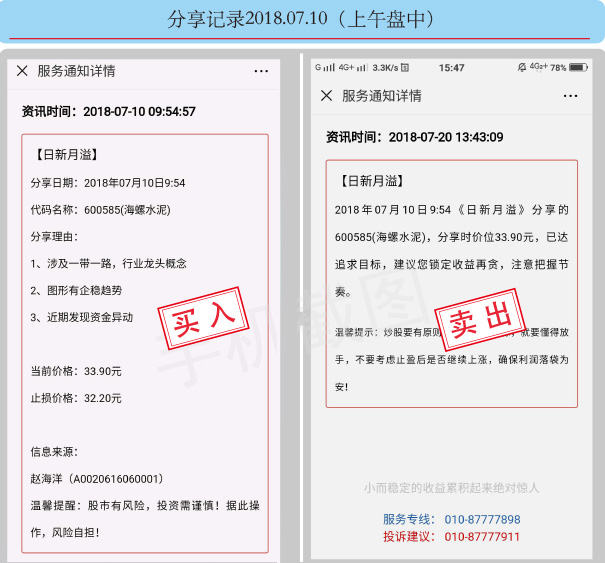 分享记录2018.07.10（上午盘中）
服务通知详情
资讯时间：2018-07-10 09:54:57
【日新月溢】
分享日期：2018年07月10日9:54
代码名称：600585(海螺水泥)
分享理由：
1、涉及一带一路，行业龙头概念
2、图形有企稳趋势
3、近期发现资金异动
买入
当前价格：33.90元
止损价格：32.20元
信息来源：
赵海洋（A0020616060001）
温馨提醒：股市有风险，投资需谨慎！据此操
作，风险自担！
G 4G+ 3.3K/s 15:47 4G2+ 78%
服务通知详情
资讯时间：2018-07-20 13:43:09
【日新月溢】
2018年07月10日9:54《日新月溢》分享的
600585(海螺水泥)，分享时价位33.90元，已达
追求目标，建议您锁定收益再贪，注意把握节
奏。
卖出
温馨提示：炒股要有原则 就要懂得放
手，不要考虑止盈后是否继续上涨，确保利润落袋为
安！
小而稳定的收益累积起来绝对惊人
服务专线： 010-87777898
投诉建议： 010-87777911
手机截图